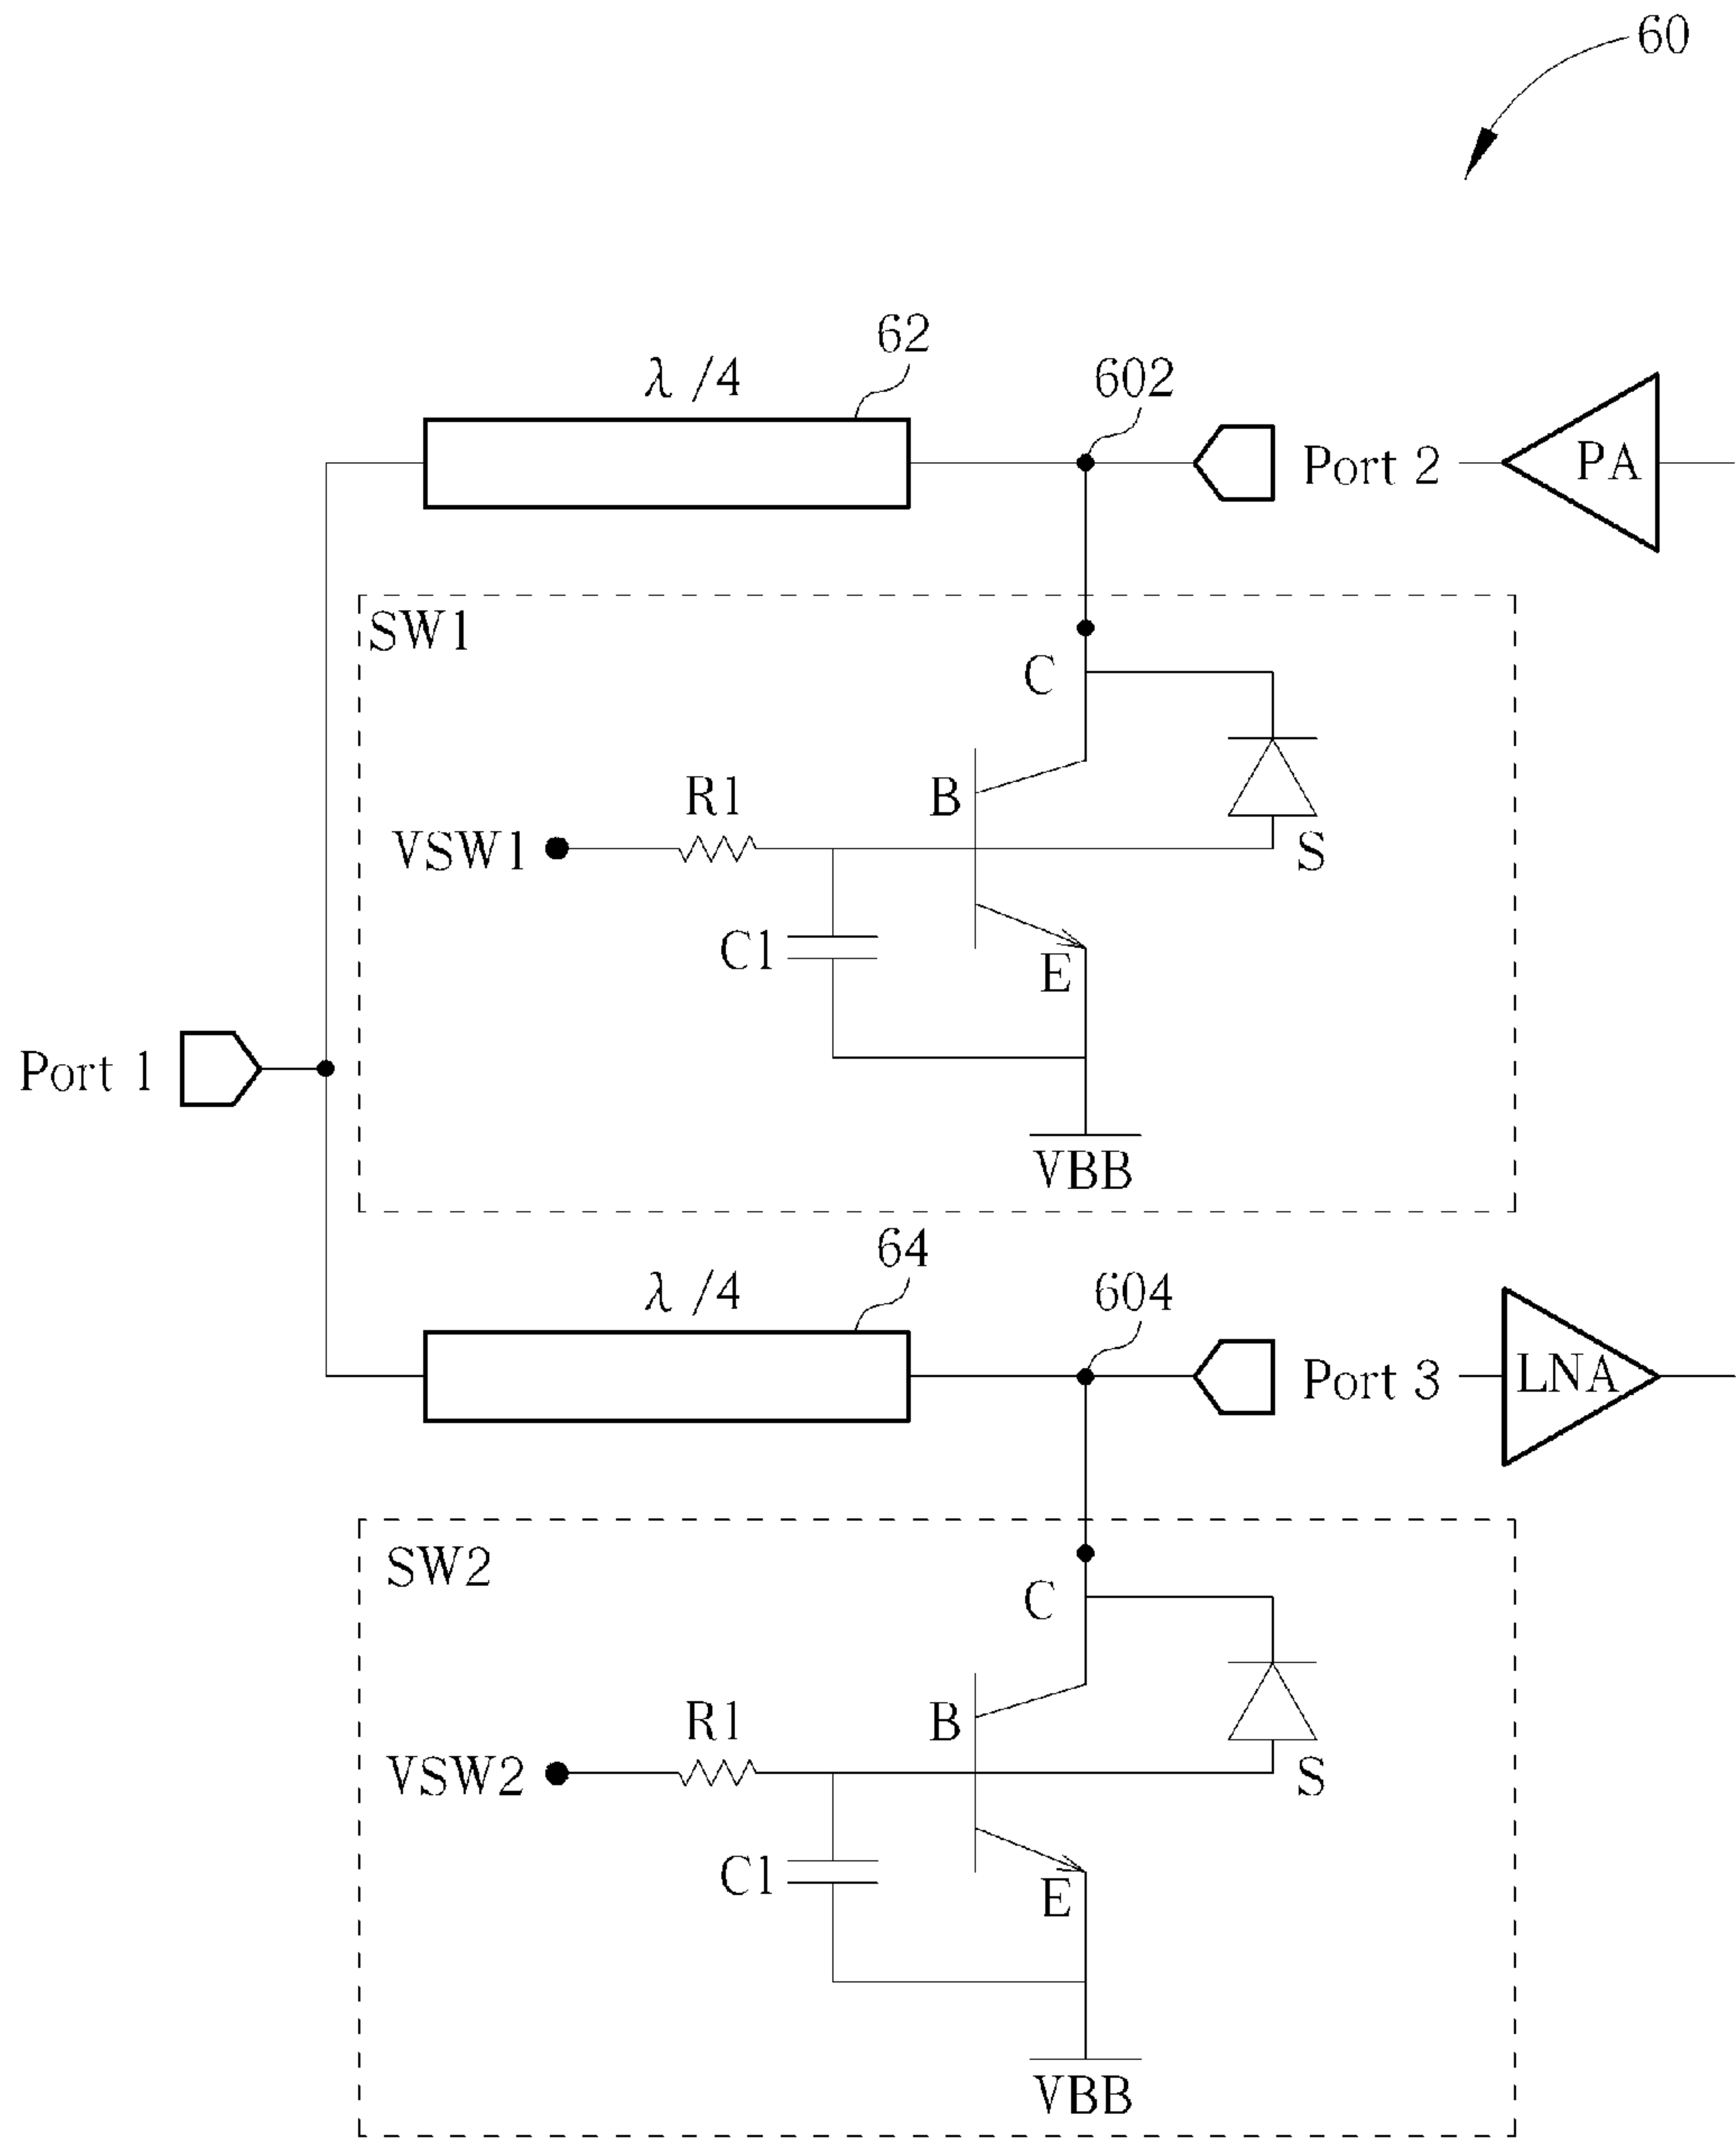 60
62
λ /4
602
Port 2
PA
SW1
C
B
R1
VSW1
S
C1
E
Port 1
VBB
64
λ /4
604
Port 3
LNA
SW2
C
B
R1
VSW2
S
C1
E
VBB